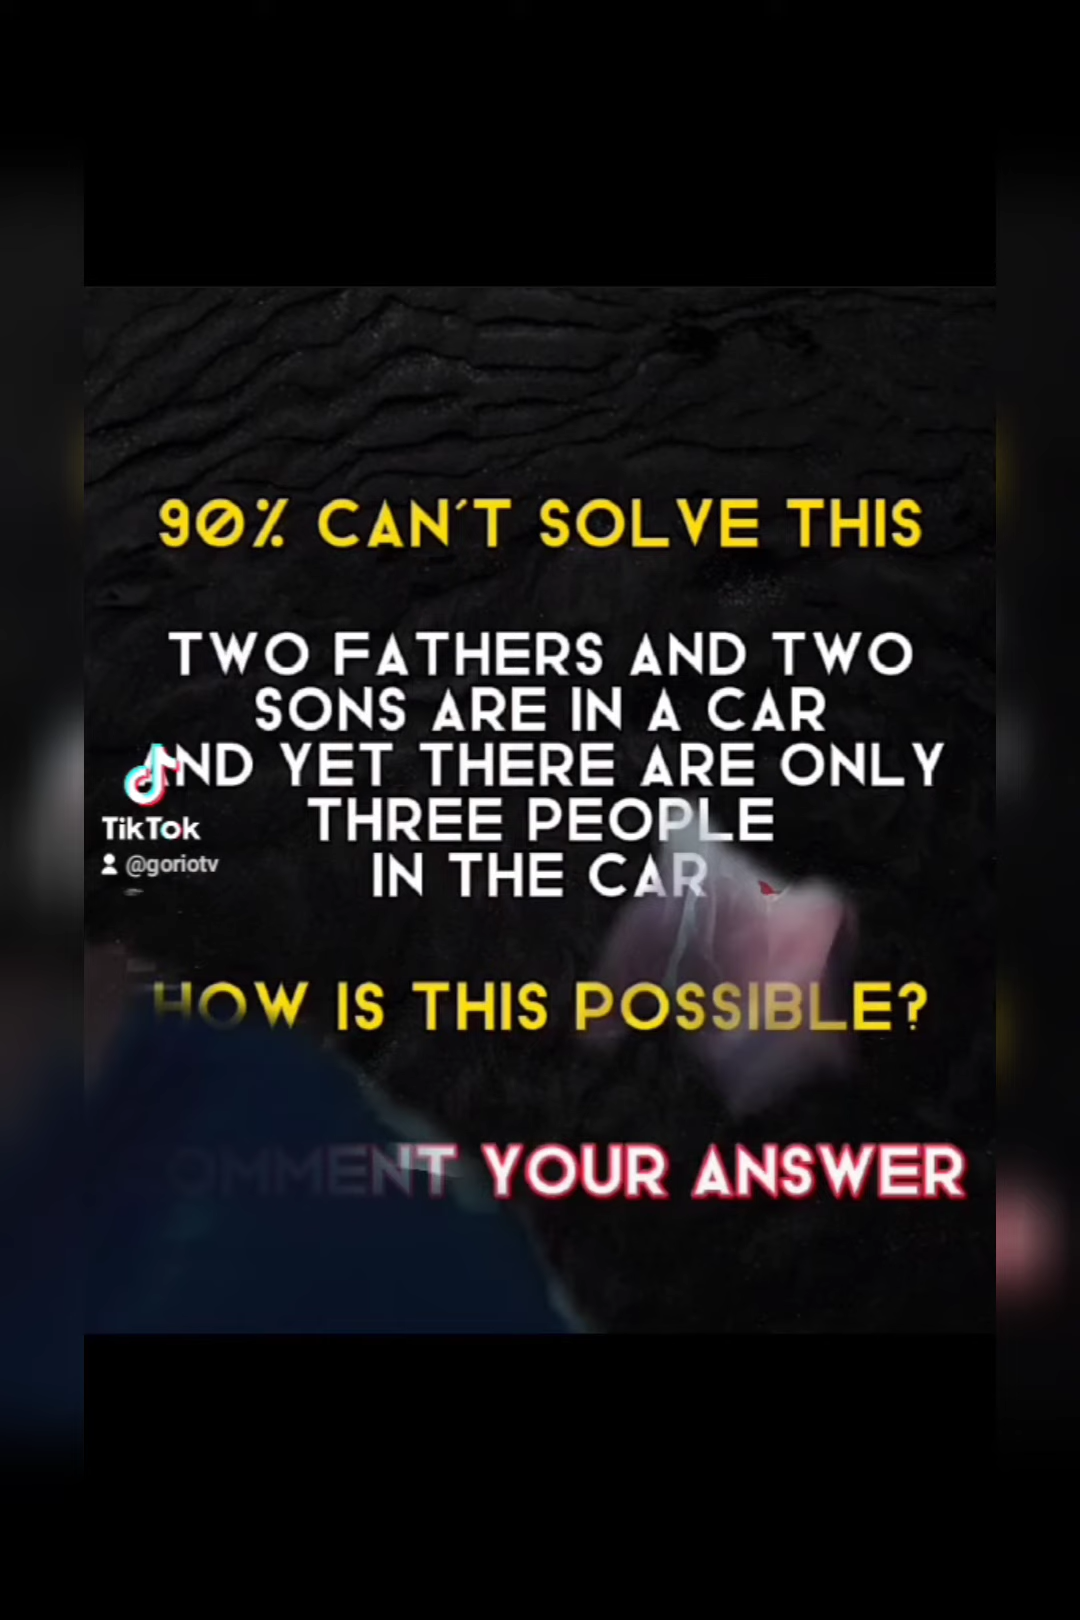 90% CAN'T SOLVE THIS
TWO FATHERS AND TWO
SONS ARE IN A CAR
AND YET THERE ARE ONLY
THREE PEOPLE
IN THE CAR
TikTok
@goriotv
HOW IS THIS POSSIBLE?
COMMENT YOUR ANSWER